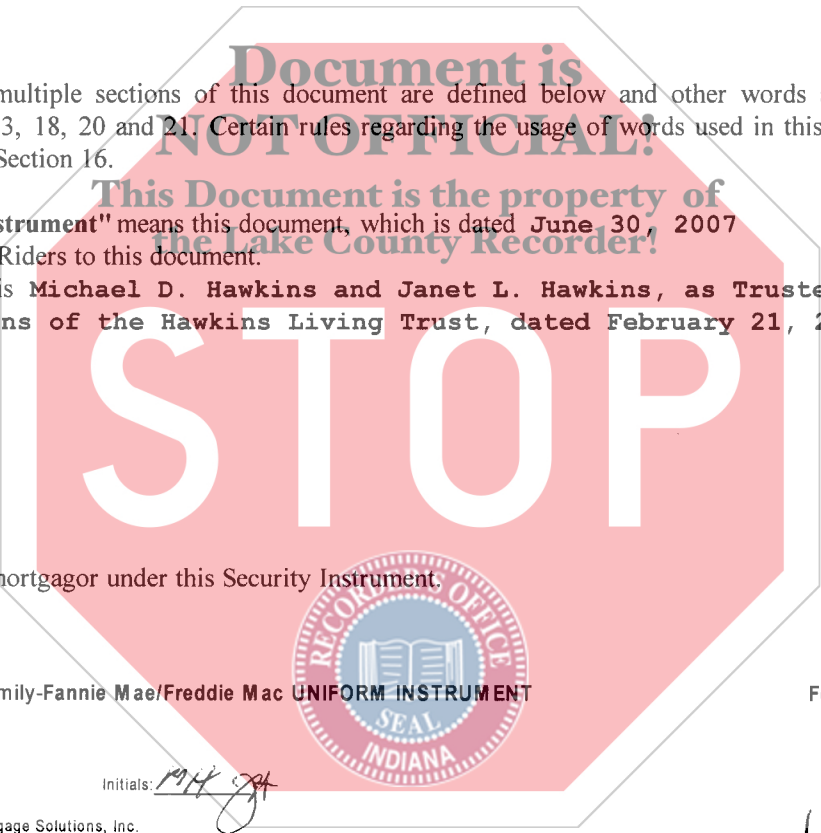 Document is
multiple sections of this document are defined below and other words
3, 18, 20 and 21. Certain rules regarding the usage of words used in this
NOT OFFICIAL!
Section 16.
This Document is the property of
strument" means this document, which is dated June 30, 2007
the Lake County Recorder!
Riders to this document.
is Michael D. Hawkins and Janet L. Hawkins, as Truste
ns of the Hawkins Living Trust, dated February 21, 2
STOP
nortgagor under this Security Instrument.
RECORDER'S OFFICE
mily-Fannie Mae/Freddie Mac UNIFORM INSTRUMENT F
SEAL
INDIANA
Initials:
gage Solutions, Inc.